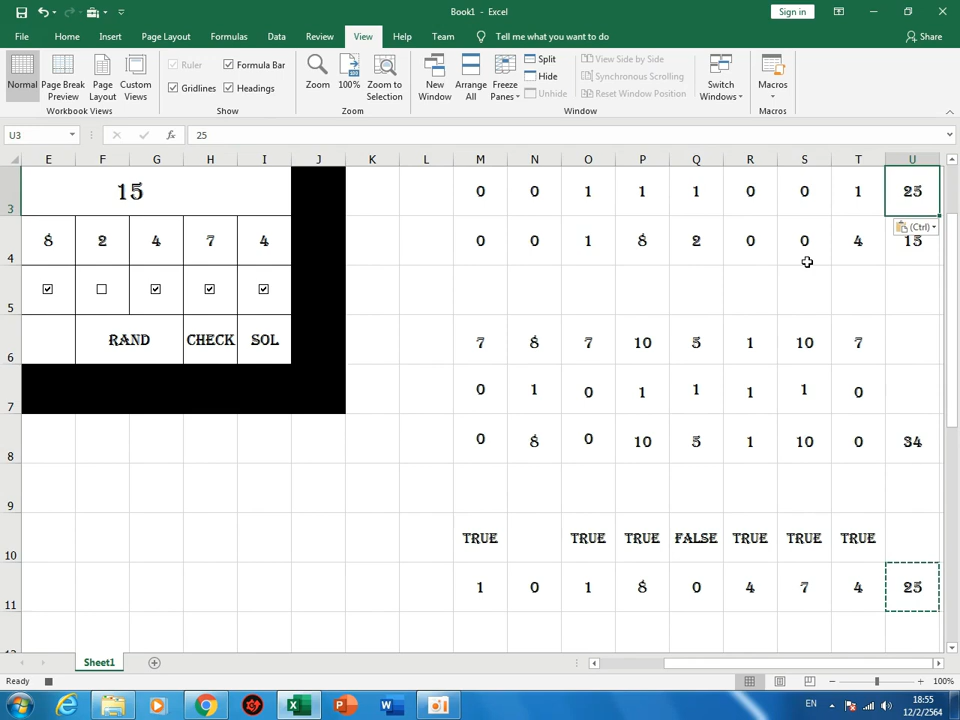 Book1 - Excel
Sign in
File Home Insert Page Layout Formulas Data Review View Help Team Tell me what you want to do Share
Normal
Page Break Preview
Page Layout
Custom Views
Workbook Views
Ruler Formula Bar
Gridlines Headings
Show
Zoom
100%
Zoom to Selection
Zoom
New Window
Arrange All
Freeze Panes
Split
Hide
Unhide
View Side by Side
Synchronous Scrolling
Reset Window Position
Switch Windows
Window
Macros
Macros
U3 fx 25
E F G H I J K L M N O P Q R S T U
3 15 0 0 1 1 1 0 0 1 25
(Ctrl)
4 8 2 4 7 4 0 0 1 8 2 0 0 4 15
5
6 RAND CHECK SOL 7 8 7 10 5 1 10 7
7 0 1 0 1 1 1 1 0
8 0 8 0 10 5 1 10 0 34
9
10 TRUE TRUE TRUE FALSE TRUE TRUE TRUE
11 1 0 1 8 0 4 7 4 25
Sheet1
Ready 100%
EN 18:55
12/2/2564